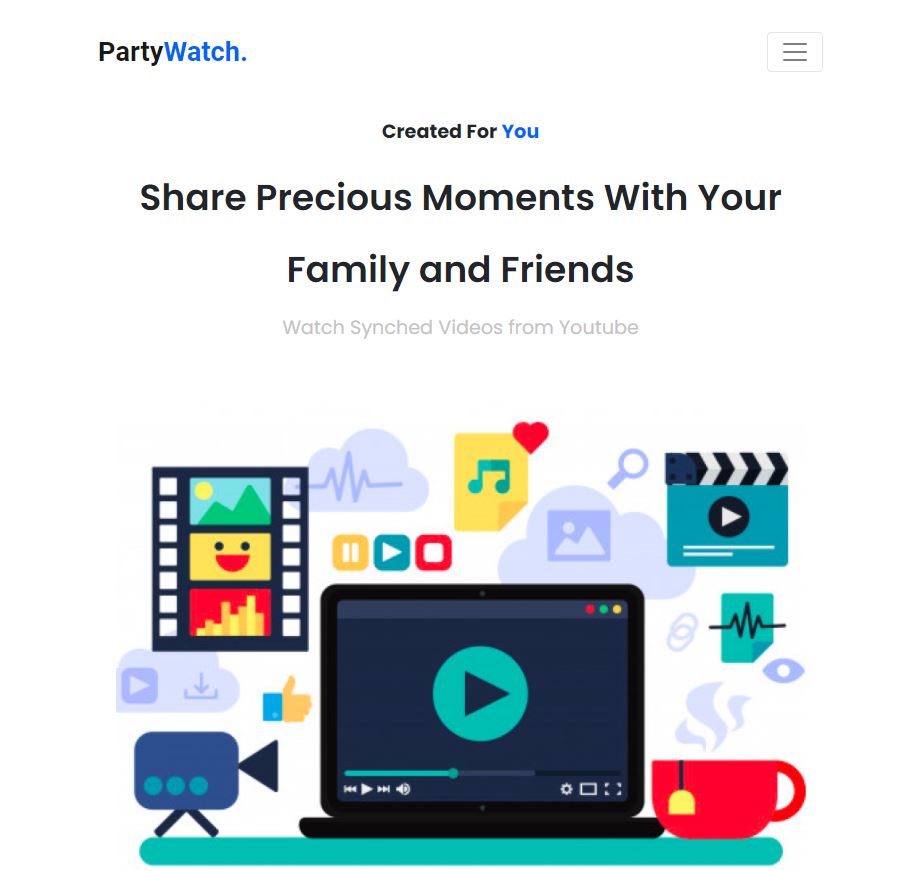 PartyWatch.
Created For You
Share Precious Moments With Your
Family and Friends
Watch Synched Videos from Youtube